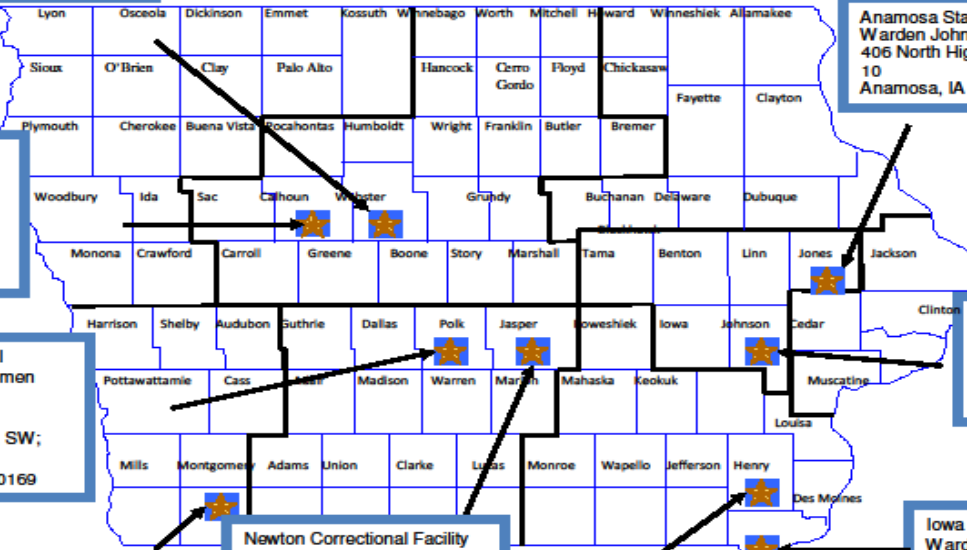 Lyon Osceola Dickinson Emmet Kossuth Winnebago Worth Mitchell Howard Winneshiek Allamakee
Anamosa Sta
Warden John
406 North Hig
10
Anamosa, IA
Sioux O'Brien Clay Palo Alto Hancock Cerro Gordo Floyd Chickasaw
Fayette Clayton
Plymouth Cherokee Buena Vista Pocahontas Humboldt Wright Franklin Butler Bremer
Woodbury Ida Sac Calhoun Webster Grundy Buchanan Delaware Dubuque
Blackhawk
Monona Crawford Carroll Greene Boone Story Marshall Tama Benton Linn Jones Jackson
Clinton
Harrison Shelby Audubon Guthrie Dallas Polk Jasper Poweshiek Iowa Johnson Cedar
l
men
SW;
0169
Pottawattamie Cass Madison Warren Marion Mahaska Keokuk Muscatine
Louisa
Mills Montgomery Adams Union Clarke Lucas Monroe Wapello Jefferson Henry
Des Moines
Newton Correctional Facility
Iowa
Ward